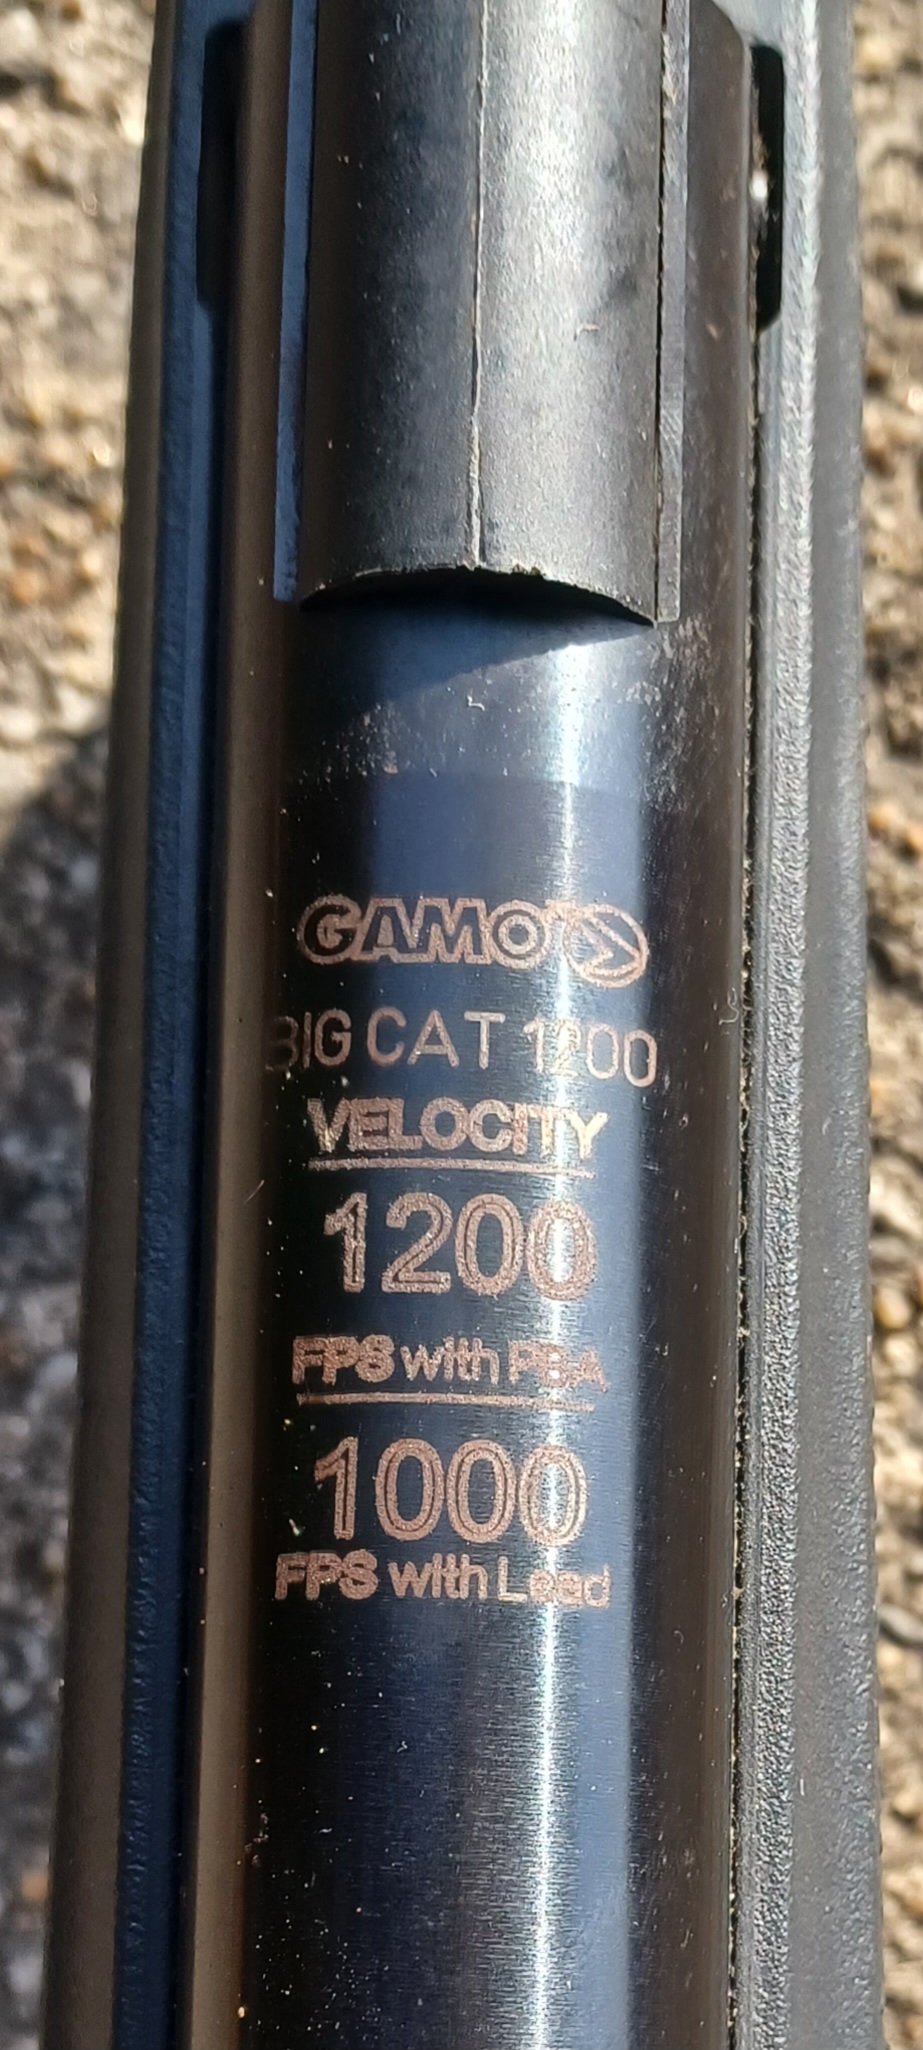 GAMO
BIG CAT 1200
VELOCITY
1200
FPS with PBA
1000
FPS with Lead